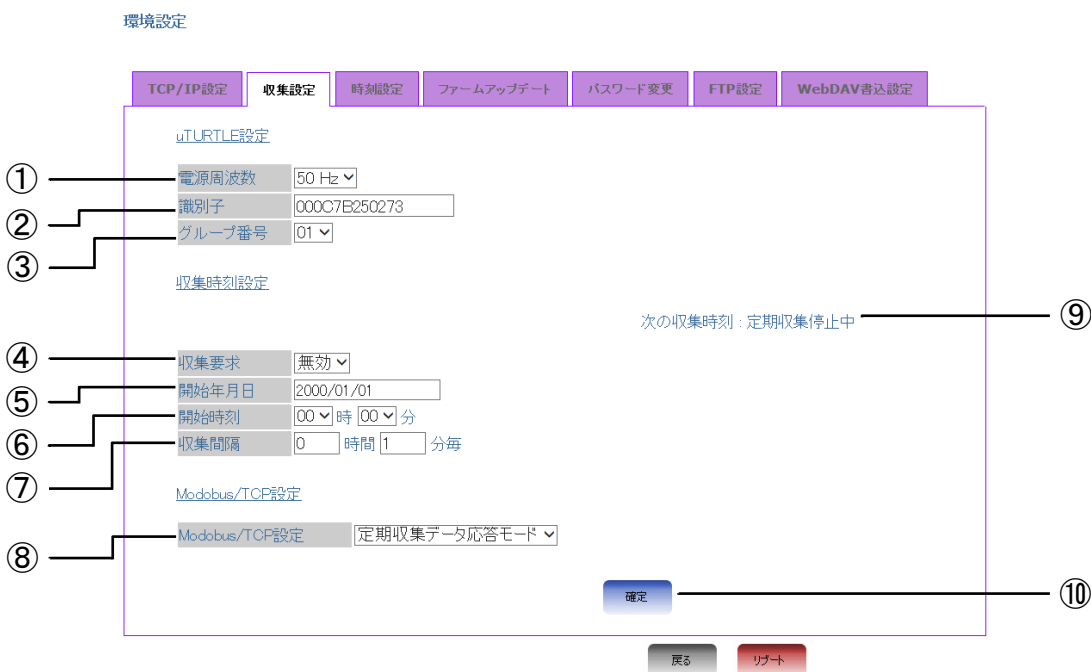 環境設定
TCP/IP設定 収集設定 時刻設定 ファームアップデート パスワード変更 FTP設定 WebDAV書込設定
uTURTLE設定
① 電源周波数 50 Hz
② 識別子 000C7B250273
③ グループ番号 01
収集時刻設定
次の収集時刻 : 定期収集停止中 ⑨
④ 収集要求 無効
⑤ 開始年月日 2000/01/01
⑥ 開始時刻 00 時 00 分
⑦ 収集間隔 0 時間 1 分毎
Modobus/TCP設定
⑧ Modobus/TCP設定 定期収集データ応答モード
確定 ⑩
戻る リブート